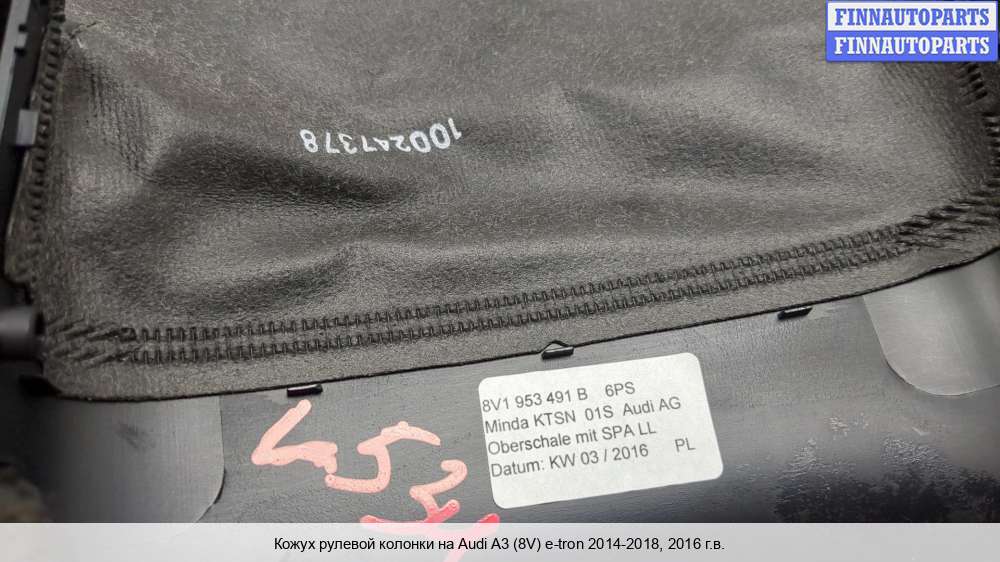 FINNAUTOPARTS
FINNAUTOPARTS
100247378
8V1 953 491 B 6PS
Minda KTSN 01S Audi AG
Oberschale mit SPA LL
Datum: KW 03 / 2016 PL
Кожух рулевой колонки на Audi A3 (8V) e-tron 2014-2018, 2016 г.в.